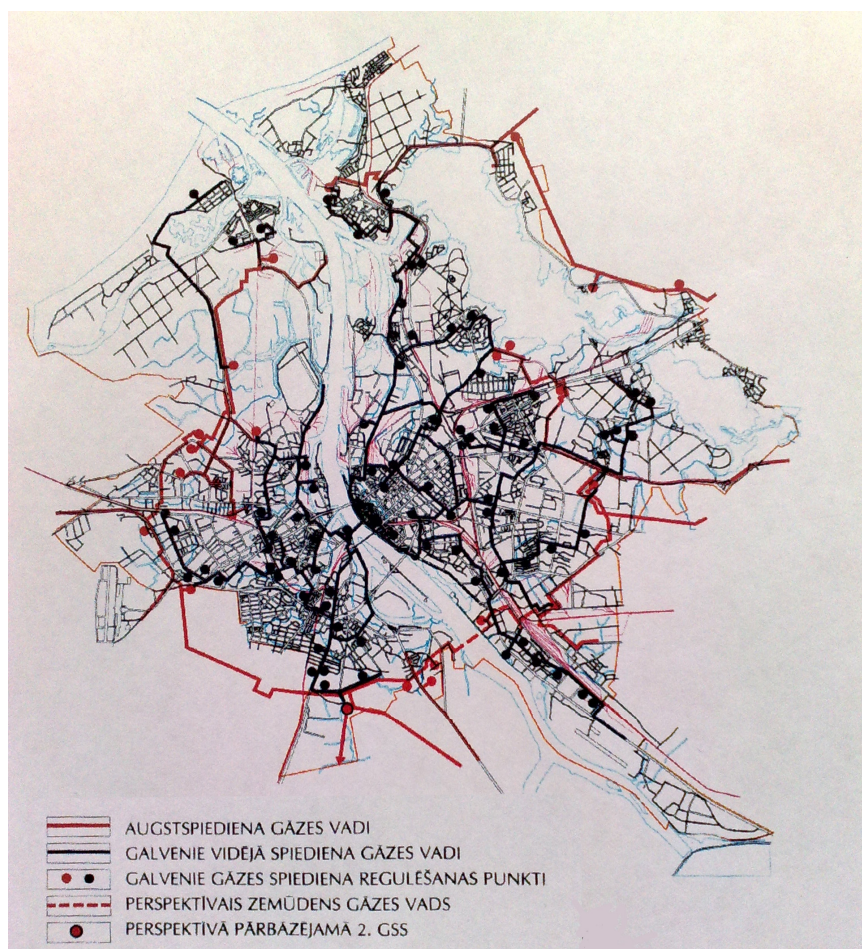 AUGSTSPIEDIENA GĀZES VADI
GALVENIE VIDĒJĀ SPIEDIENA GĀZES VADI
GALVENIE GĀZES SPIEDIENA REGULĒŠANAS PUNKTI
PERSPEKTĪVAIS ZEMŪDENS GĀZES VADS
PERSPEKTĪVĀ PĀRBĀZĒJAMĀ 2. GSS